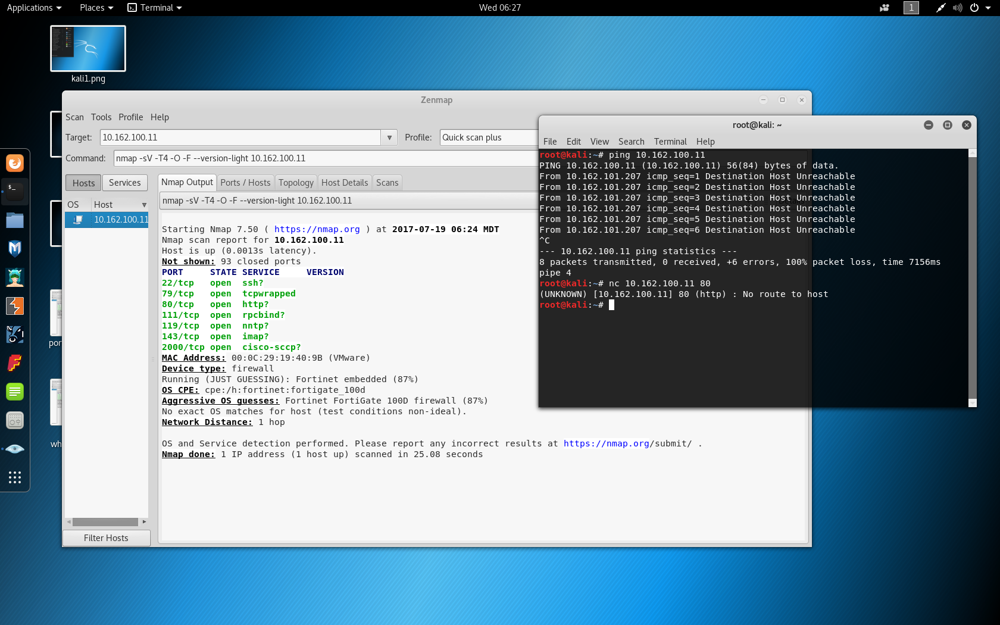 Applications
Places
Terminal
Wed 06:27
1
kali1.png
Zenmap
Scan Tools Profile Help
Target: 10.162.100.11 Profile: Quick scan plus
Command: nmap -sV -T4 -O -F --version-light 10.162.100.11
Hosts Services
Nmap Output Ports / Hosts Topology Host Details Scans
OS Host
10.162.100.11
nmap -sV -T4 -O -F --version-light 10.162.100.11
Starting Nmap 7.50 ( https://nmap.org ) at 2017-07-19 06:24 MDT
Nmap scan report for 10.162.100.11
Host is up (0.0013s latency).
Not shown: 93 closed ports
PORT STATE SERVICE VERSION
22/tcp open ssh?
79/tcp open tcpwrapped
80/tcp open http?
111/tcp open rpcbind?
119/tcp open nntp?
143/tcp open imap?
2000/tcp open cisco-sccp?
MAC Address: 00:0C:29:19:40:9B (VMware)
Device type: firewall
Running (JUST GUESSING): Fortinet embedded (87%)
OS CPE: cpe:/h:fortinet:fortigate_100d
Aggressive OS guesses: Fortinet FortiGate 100D firewall (87%)
No exact OS matches for host (test conditions non-ideal).
Network Distance: 1 hop
OS and Service detection performed. Please report any incorrect results at https://nmap.org/submit/ .
Nmap done: 1 IP address (1 host up) scanned in 25.08 seconds
Filter Hosts
root@kali: ~
File Edit View Search Terminal Help
root@kali:~# ping 10.162.100.11
PING 10.162.100.11 (10.162.100.11) 56(84) bytes of data.
From 10.162.101.207 icmp_seq=1 Destination Host Unreachable
From 10.162.101.207 icmp_seq=2 Destination Host Unreachable
From 10.162.101.207 icmp_seq=3 Destination Host Unreachable
From 10.162.101.207 icmp_seq=4 Destination Host Unreachable
From 10.162.101.207 icmp_seq=5 Destination Host Unreachable
From 10.162.101.207 icmp_seq=6 Destination Host Unreachable
^C
--- 10.162.100.11 ping statistics ---
8 packets transmitted, 0 received, +6 errors, 100% packet loss, time 7156ms
pipe 4
root@kali:~# nc 10.162.100.11 80
(UNKNOWN) [10.162.100.11] 80 (http) : No route to host
root@kali:~#
por
wh